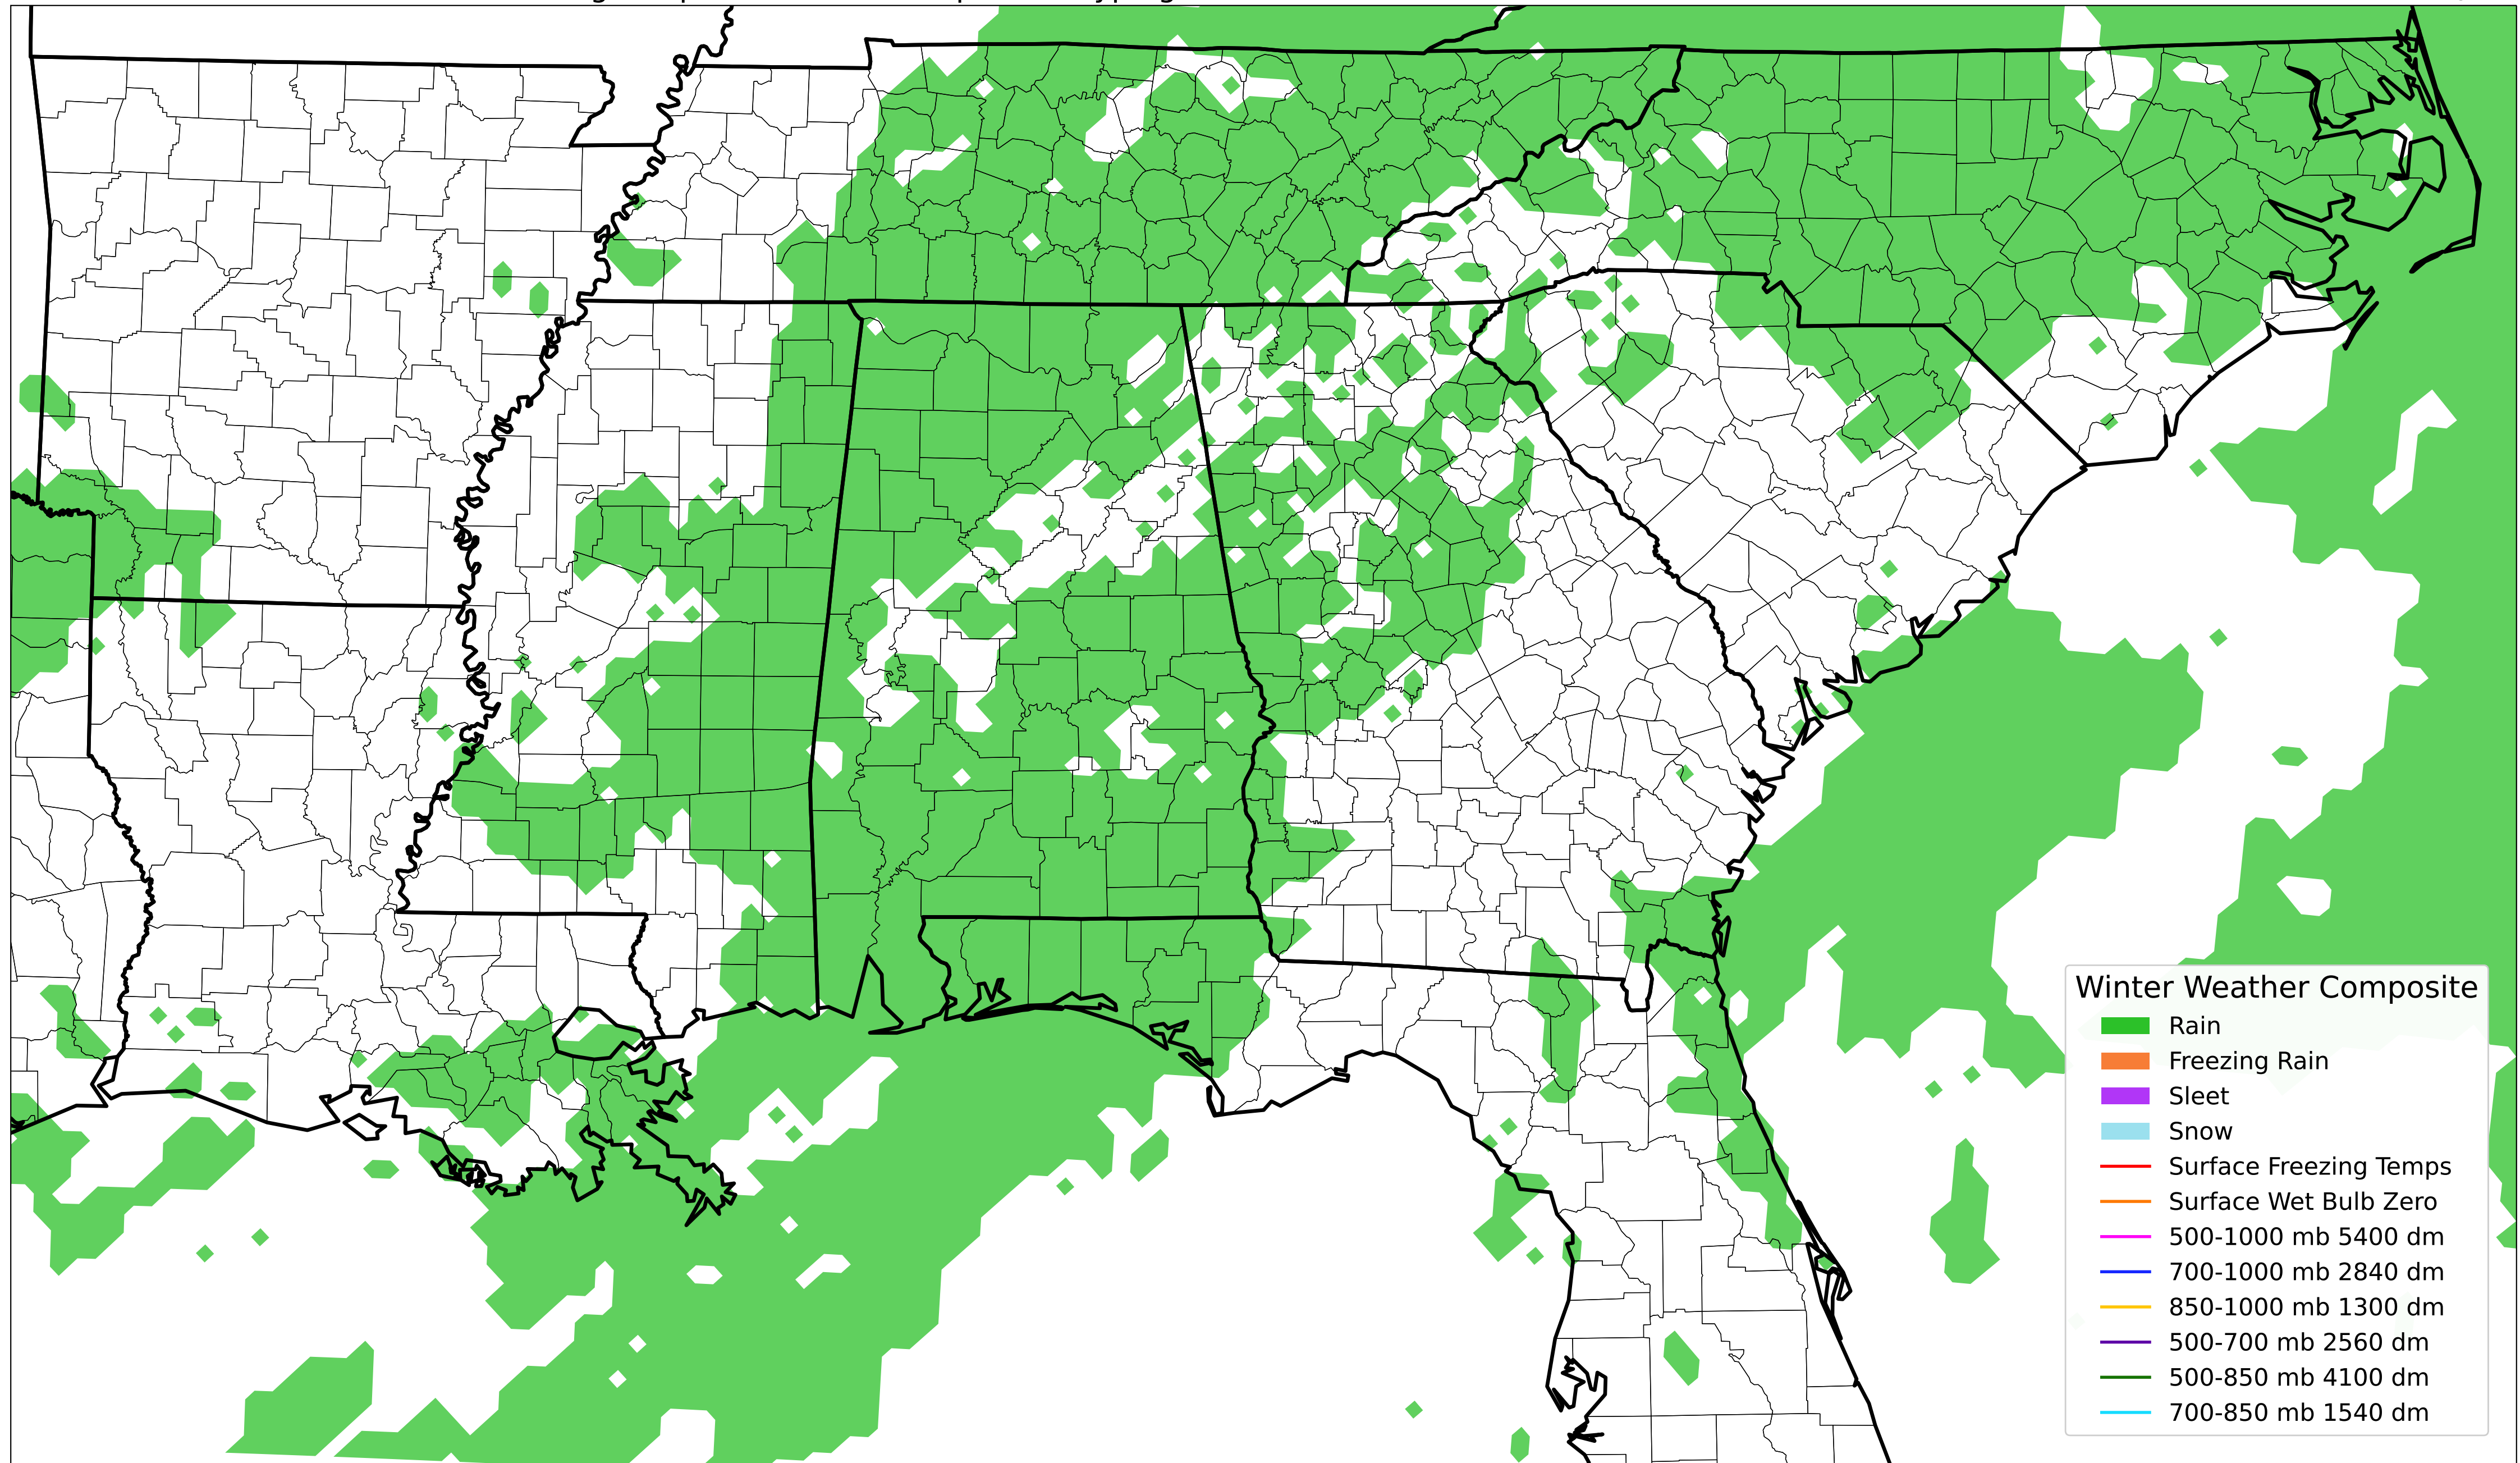 Winter Weather Composite
Rain
Freezing Rain
Sleet
Snow
Surface Freezing Temps
Surface Wet Bulb Zero
500-1000 mb 5400 dm
700-1000 mb 2840 dm
850-1000 mb 1300 dm
500-700 mb 2560 dm
500-850 mb 4100 dm
700-850 mb 1540 dm